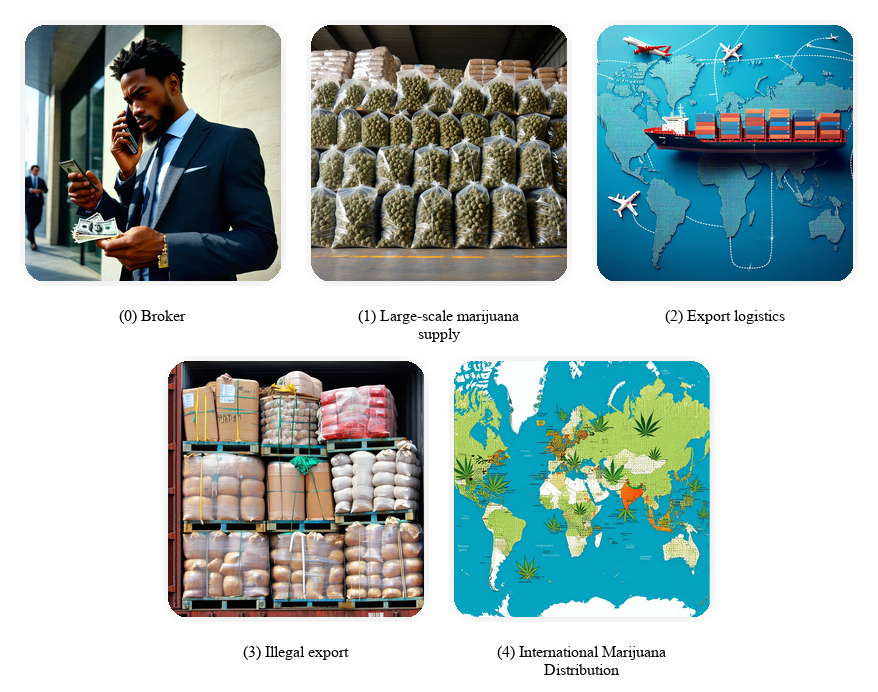 (0) Broker
(1) Large-scale marijuana
supply
(2) Export logistics
(3) Illegal export
(4) International Marijuana
Distribution